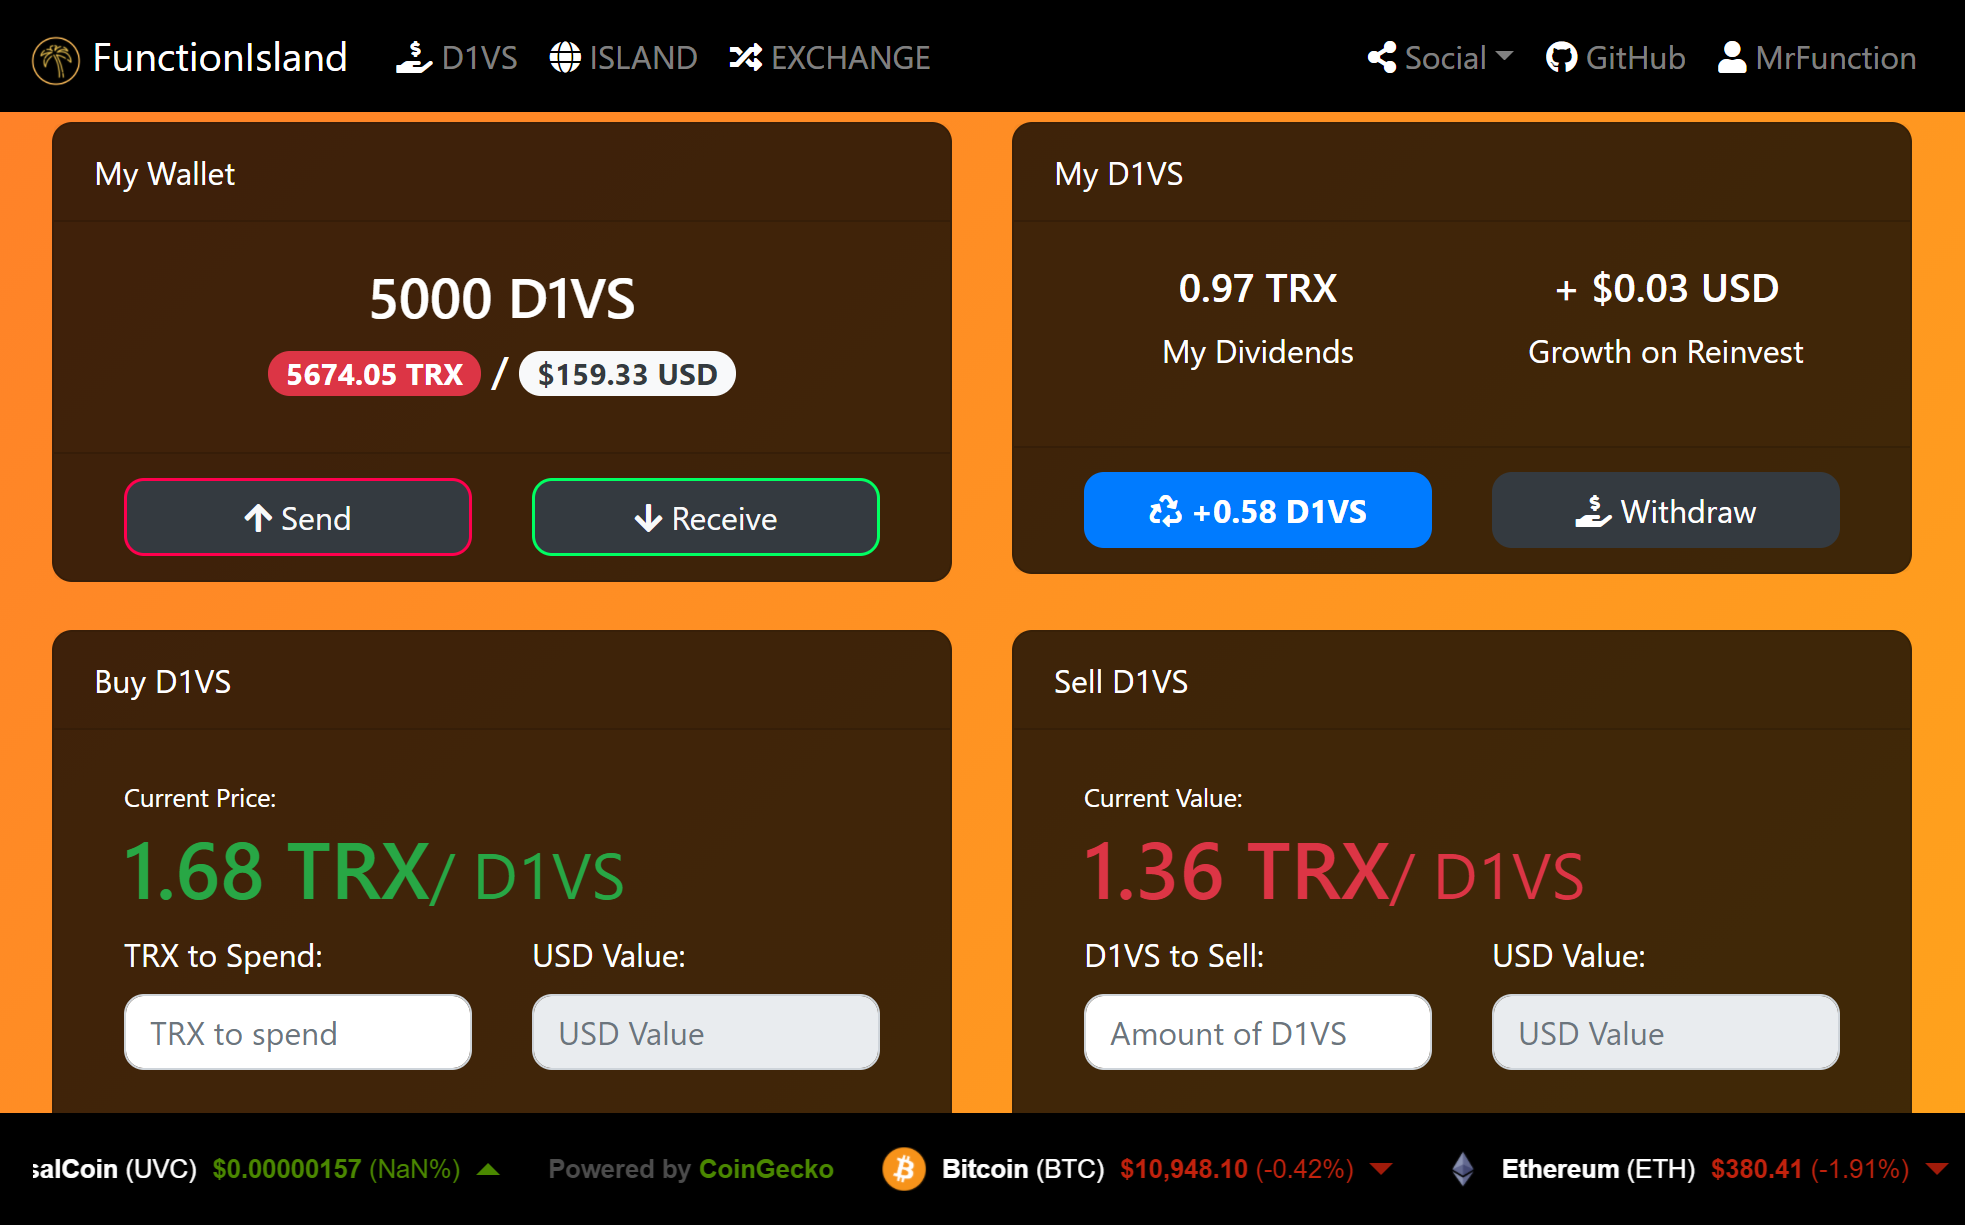 FunctionIsland D1VS ISLAND EXCHANGE Social GitHub MrFunction
My Wallet
5000 D1VS
5674.05 TRX / $159.33 USD
Send Receive
My D1VS
0.97 TRX + $0.03 USD
My Dividends Growth on Reinvest
+0.58 D1VS Withdraw
Buy D1VS
Current Price:
1.68 TRX/ D1VS
TRX to Spend: USD Value:
TRX to spend USD Value
Sell D1VS
Current Value:
1.36 TRX/ D1VS
D1VS to Sell: USD Value:
Amount of D1VS USD Value
salCoin (UVC) $0.00000157 (NaN%) Powered by CoinGecko Bitcoin (BTC) $10,948.10 (-0.42%) Ethereum (ETH) $380.41 (-1.91%)